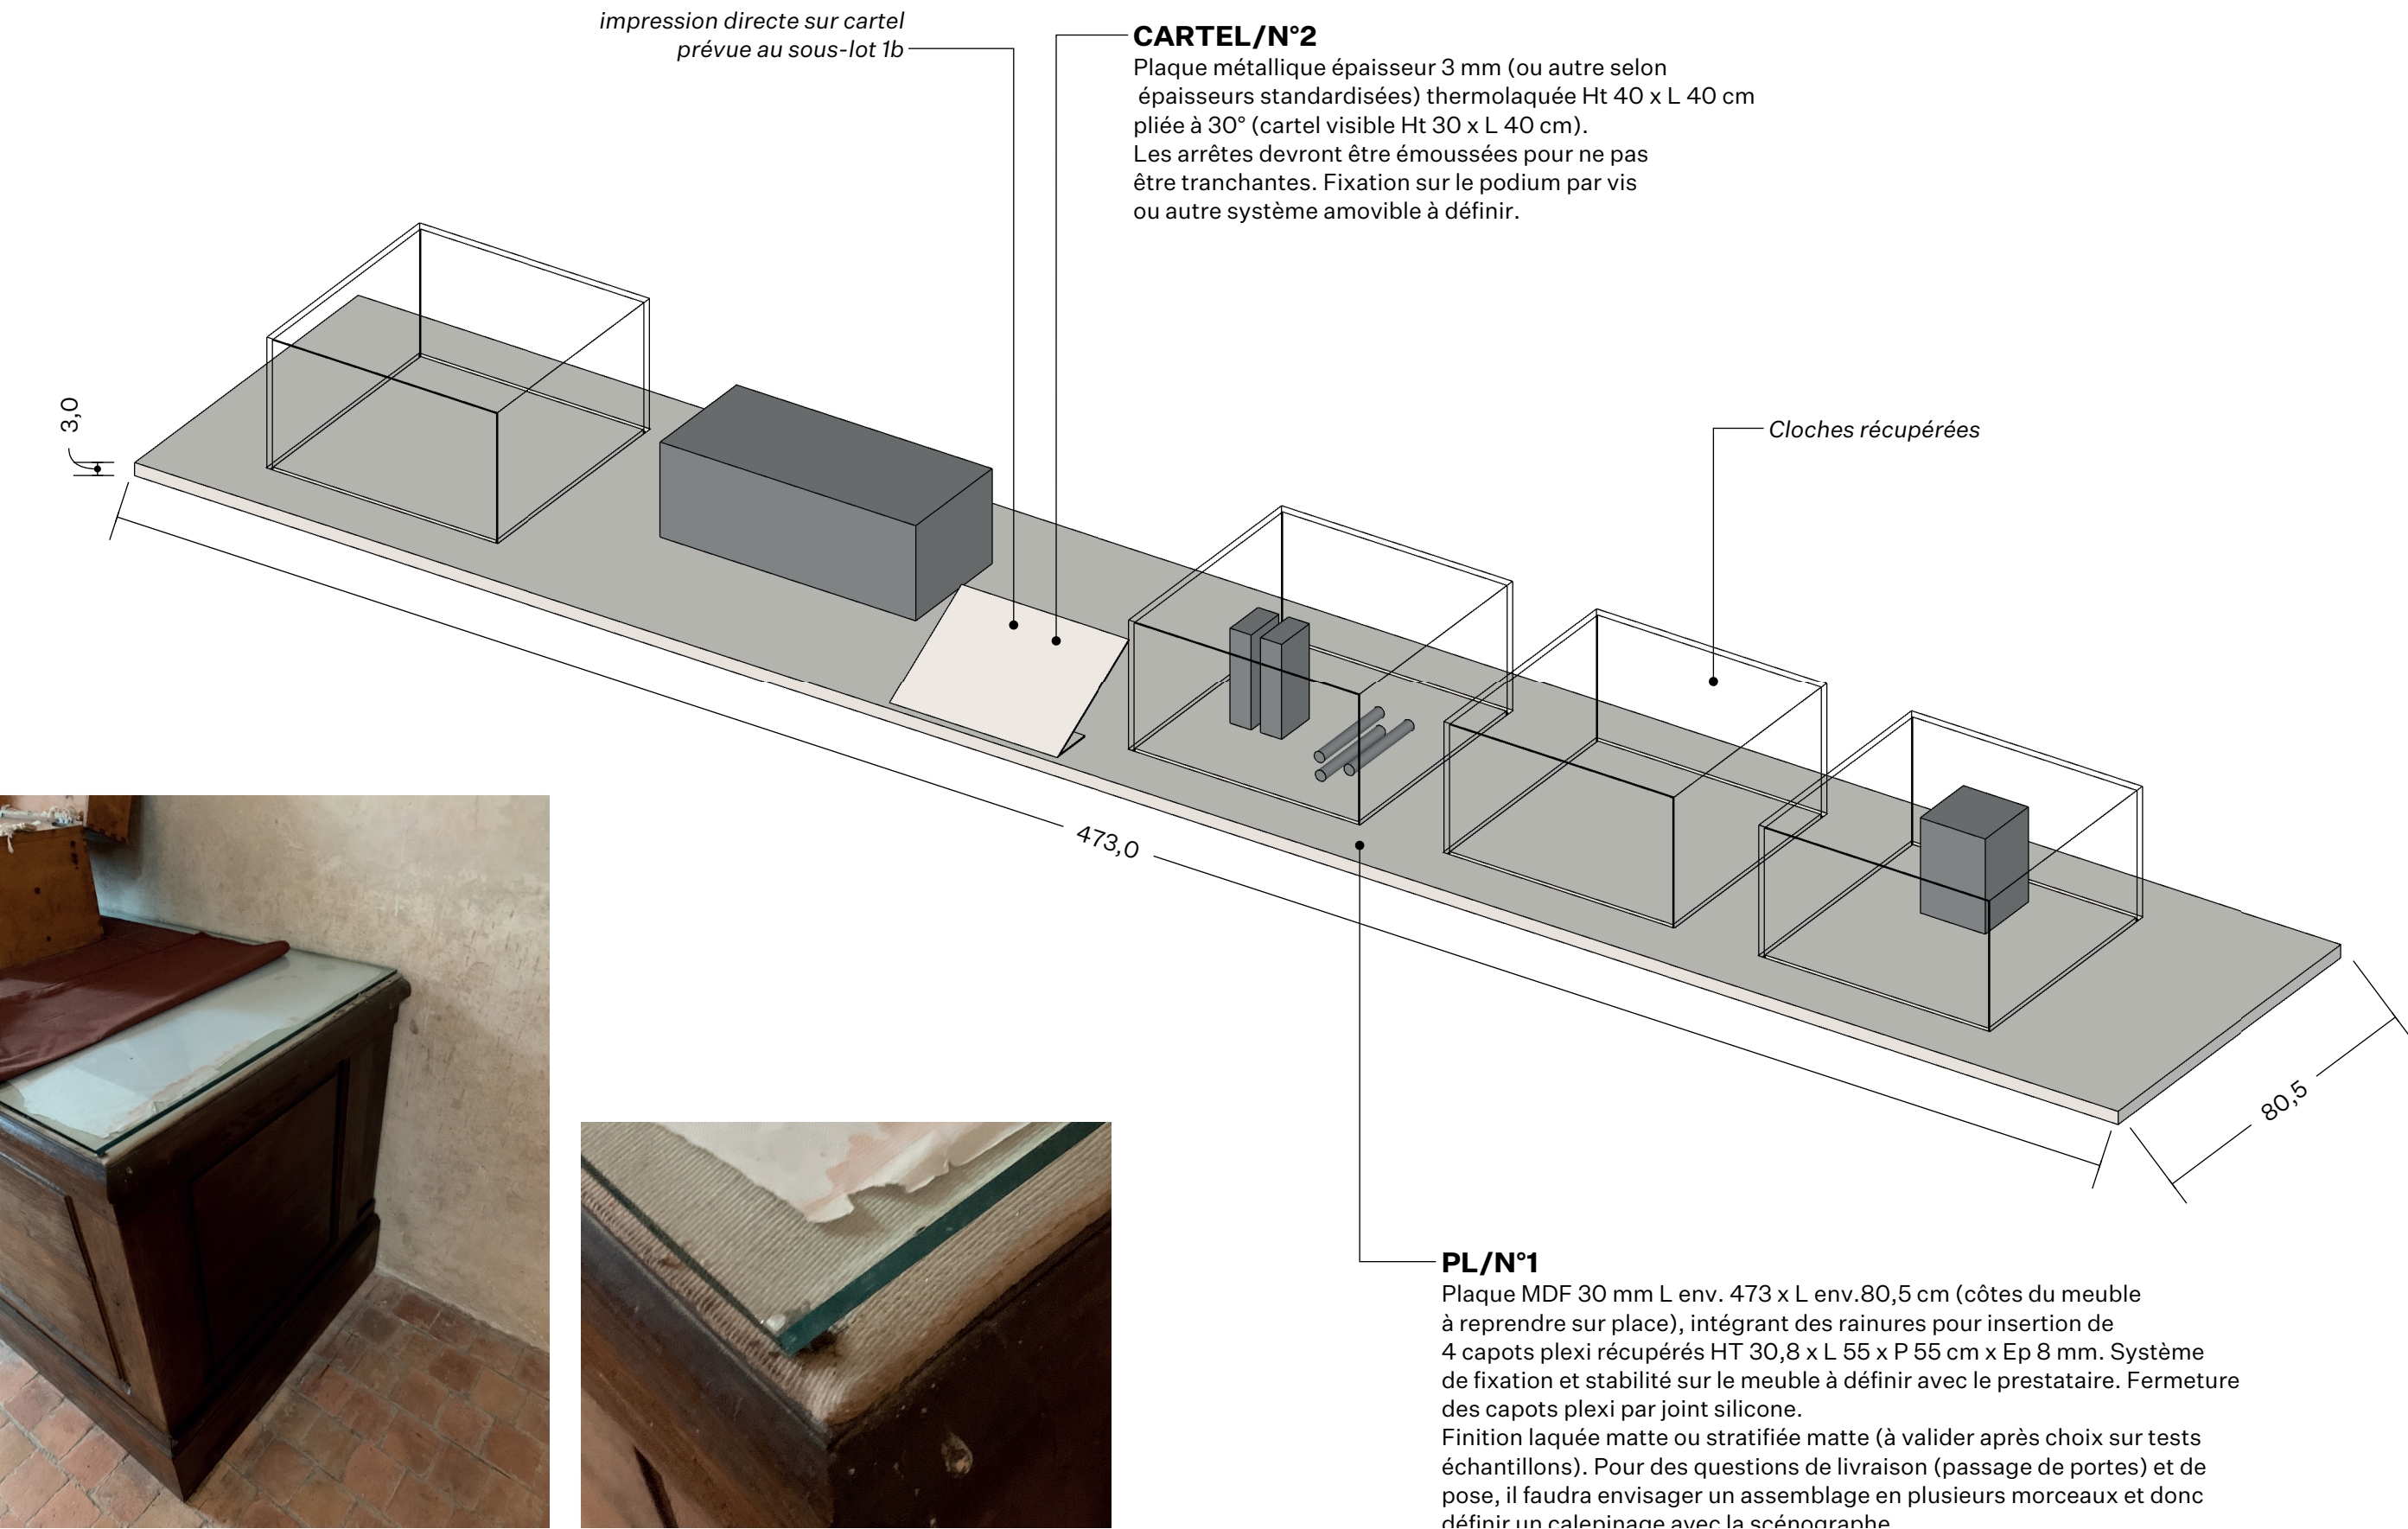 impression directe sur cartel
prévue au sous-lot 1b
CARTEL/N°2
Plaque métallique épaisseur 3 mm (ou autre selon
épaisseurs standardisées) thermolaquée Ht 40 x L 40 cm
pliée à 30° (cartel visible Ht 30 x L 40 cm).
Les arrêtes devront être émoussées pour ne pas
être tranchantes. Fixation sur le podium par vis
ou autre système amovible à définir.
3,0
Cloches récupérées
473,0
80,5
PL/N°1
Plaque MDF 30 mm L env. 473 x L env.80,5 cm (côtes du meuble
à reprendre sur place), intégrant des rainures pour insertion de
4 capots plexi récupérés HT 30,8 x L 55 x P 55 cm x Ep 8 mm. Système
de fixation et stabilité sur le meuble à définir avec le prestataire. Fermeture
des capots plexi par joint silicone.
Finition laquée matte ou stratifiée matte (à valider après choix sur tests
échantillons). Pour des questions de livraison (passage de portes) et de
pose, il faudra envisager un assemblage en plusieurs morceaux et donc
définir un calepinage avec la scénographe